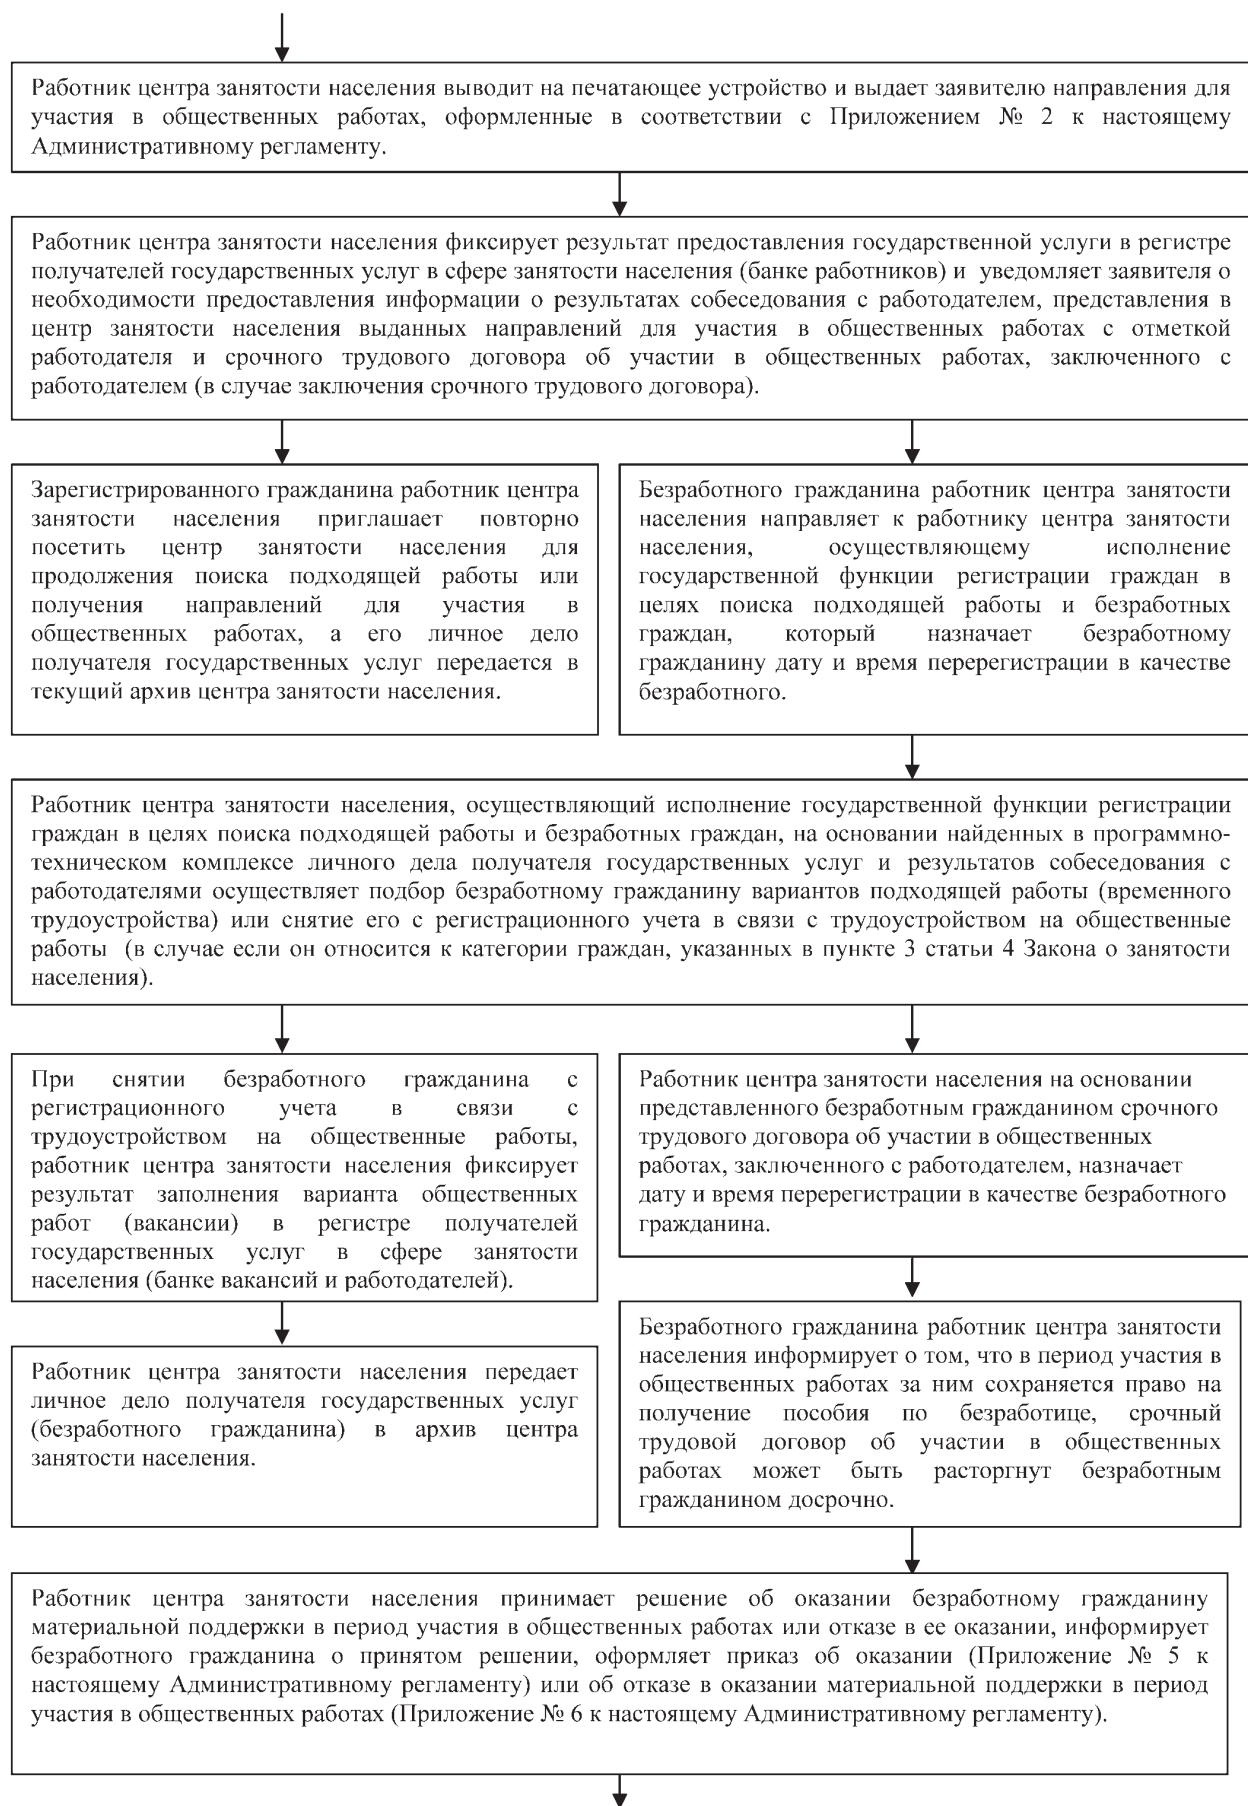 Работник центра занятости населения выводит на печатающее устройство и выдает заявителю направления для
участия в общественных работах, оформленные в соответствии с Приложением № 2 к настоящему
Административному регламенту.
Работник центра занятости населения фиксирует результат предоставления государственной услуги в регистре
получателей государственных услуг в сфере занятости населения (банке работников) и уведомляет заявителя о
необходимости предоставления информации о результатах собеседования с работодателем, представления в
центр занятости населения выданных направлений для участия в общественных работах с отметкой
работодателя и срочного трудового договора об участии в общественных работах, заключенного с
работодателем (в случае заключения срочного трудового договора).
Зарегистрированного гражданина работник центра
занятости населения приглашает повторно
посетить центр занятости населения для
продолжения поиска подходящей работы или
получения направлений для участия в
общественных работах, а его личное дело
получателя государственных услуг передается в
текущий архив центра занятости населения.
Безработного гражданина работник центра занятости
населения направляет к работнику центра занятости
населения, осуществляющему исполнение
государственной функции регистрации граждан в
целях поиска подходящей работы и безработных
граждан, который назначает безработному
гражданину дату и время перерегистрации в качестве
безработного.
Работник центра занятости населения, осуществляющий исполнение государственной функции регистрации
граждан в целях поиска подходящей работы и безработных граждан, на основании найденных в программно-
техническом комплексе личного дела получателя государственных услуг и результатов собеседования с
работодателями осуществляет подбор безработному гражданину вариантов подходящей работы (временного
трудоустройства) или снятие его с регистрационного учета в связи с трудоустройством на общественные
работы (в случае если он относится к категории граждан, указанных в пункте 3 статьи 4 Закона о занятости
населения).
При снятии безработного гражданина с
регистрационного учета в связи с
трудоустройством на общественные работы,
работник центра занятости населения фиксирует
результат заполнения варианта общественных
работ (вакансии) в регистре получателей
государственных услуг в сфере занятости
населения (банке вакансий и работодателей).
Работник центра занятости населения передает
личное дело получателя государственных услуг
(безработного гражданина) в архив центра
занятости населения.
Работник центра занятости населения на основании
представленного безработным гражданином срочного
трудового договора об участии в общественных
работах, заключенного с работодателем, назначает
дату и время перерегистрации в качестве безработного
гражданина.
Безработного гражданина работник центра занятости
населения информирует о том, что в период участия в
общественных работах за ним сохраняется право на
получение пособия по безработице, срочный
трудовой договор об участии в общественных
работах может быть расторгнут безработным
гражданином досрочно.
Работник центра занятости населения принимает решение об оказании безработному гражданину
материальной поддержки в период участия в общественных работах или отказе в ее оказании, информирует
безработного гражданина о принятом решении, оформляет приказ об оказании (Приложение № 5 к
настоящему Административному регламенту) или об отказе в оказании материальной поддержки в период
участия в общественных работах (Приложение № 6 к настоящему Административному регламенту).